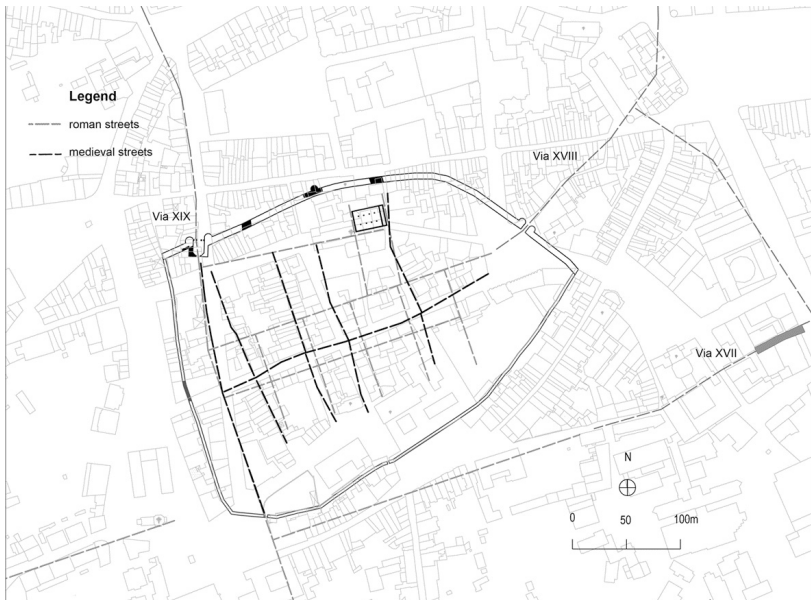 Legend
roman streets
medieval streets
Via XVIII
Via XIX
Via XVII
N
0 50 100m